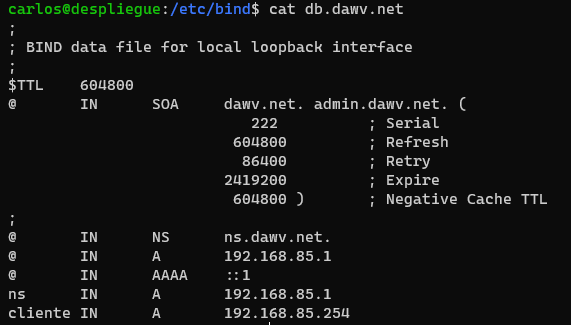 carlos@despliegue:/etc/bind$ cat db.dawv.net
;
; BIND data file for local loopback interface
;
$TTL    604800
@       IN      SOA     dawv.net. admin.dawv.net. (
                           222          ; Serial
                         604800         ; Refresh
                          86400         ; Retry
                        2419200         ; Expire
                         604800 )       ; Negative Cache TTL
;
@       IN      NS      ns.dawv.net.
@       IN      A       192.168.85.1
@       IN      AAAA    ::1
ns      IN      A       192.168.85.1
cliente IN      A       192.168.85.254